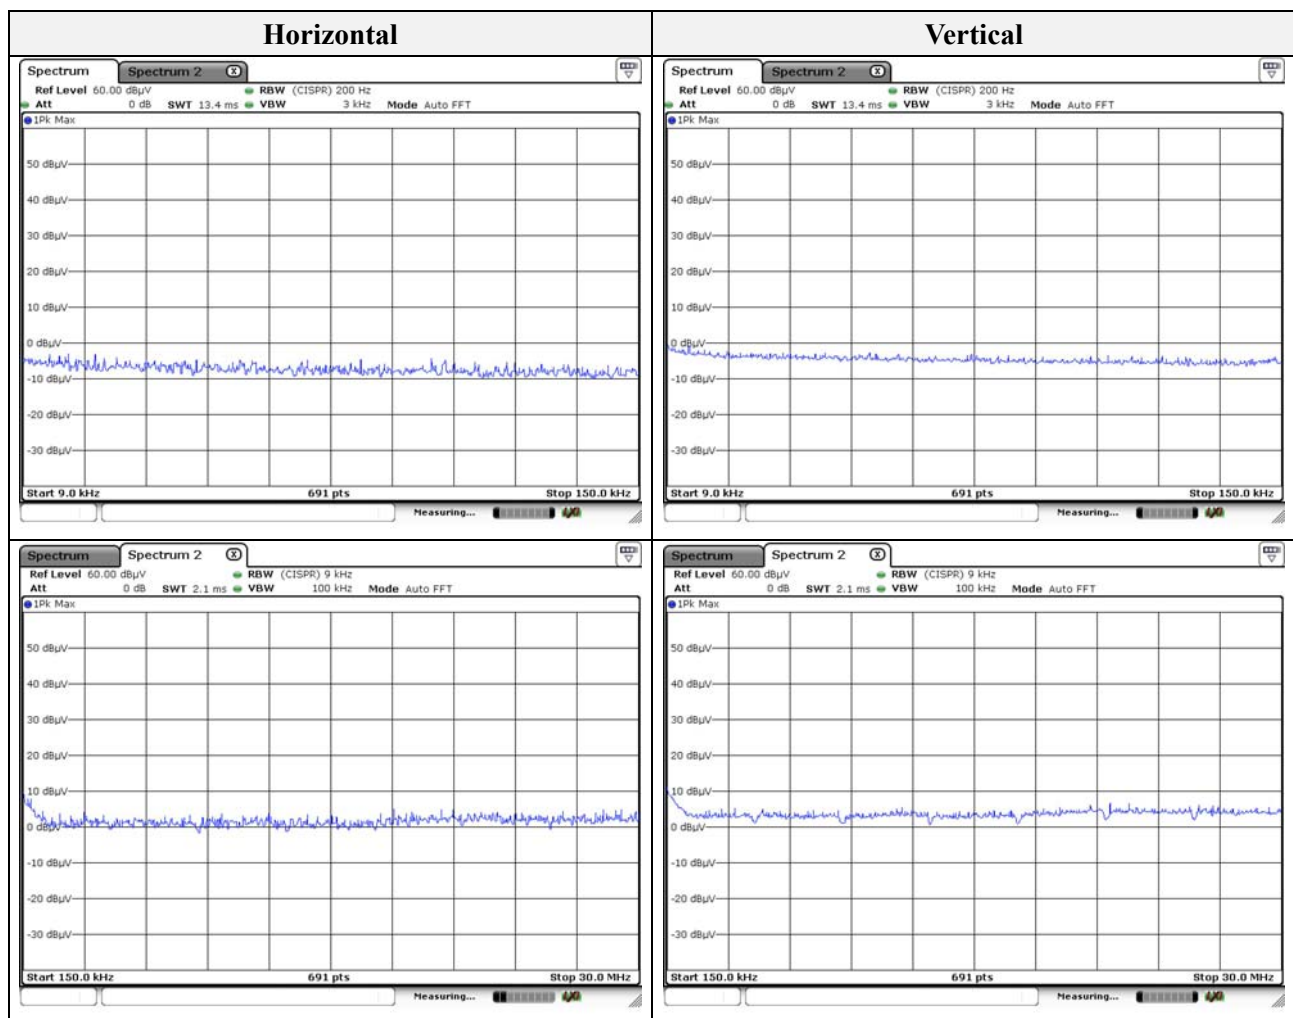 Horizontal
Vertical
Spectrum Spectrum 2 X
Ref Level 60.00 dBµV RBW (CISPR) 200 Hz
Att 0 dB SWT 13.4 ms VBW 3 kHz Mode Auto FFT
1Pk Max
50 dBµV
40 dBµV
30 dBµV
20 dBµV
10 dBµV
0 dBµV
-10 dBµV
-20 dBµV
-30 dBµV
Start 9.0 kHz 691 pts Stop 150.0 kHz
Measuring...
Spectrum Spectrum 2 X
Ref Level 60.00 dBµV RBW (CISPR) 200 Hz
Att 0 dB SWT 13.4 ms VBW 3 kHz Mode Auto FFT
1Pk Max
50 dBµV
40 dBµV
30 dBµV
20 dBµV
10 dBµV
0 dBµV
-10 dBµV
-20 dBµV
-30 dBµV
Start 9.0 kHz 691 pts Stop 150.0 kHz
Measuring...
Spectrum Spectrum 2 X
Ref Level 60.00 dBµV RBW (CISPR) 9 kHz
Att 0 dB SWT 2.1 ms VBW 100 kHz Mode Auto FFT
1Pk Max
50 dBµV
40 dBµV
30 dBµV
20 dBµV
10 dBµV
0 dBµV
-10 dBµV
-20 dBµV
-30 dBµV
Start 150.0 kHz 691 pts Stop 30.0 MHz
Measuring...
Spectrum Spectrum 2 X
Ref Level 60.00 dBµV RBW (CISPR) 9 kHz
Att 0 dB SWT 2.1 ms VBW 100 kHz Mode Auto FFT
1Pk Max
50 dBµV
40 dBµV
30 dBµV
20 dBµV
10 dBµV
0 dBµV
-10 dBµV
-20 dBµV
-30 dBµV
Start 150.0 kHz 691 pts Stop 30.0 MHz
Measuring...